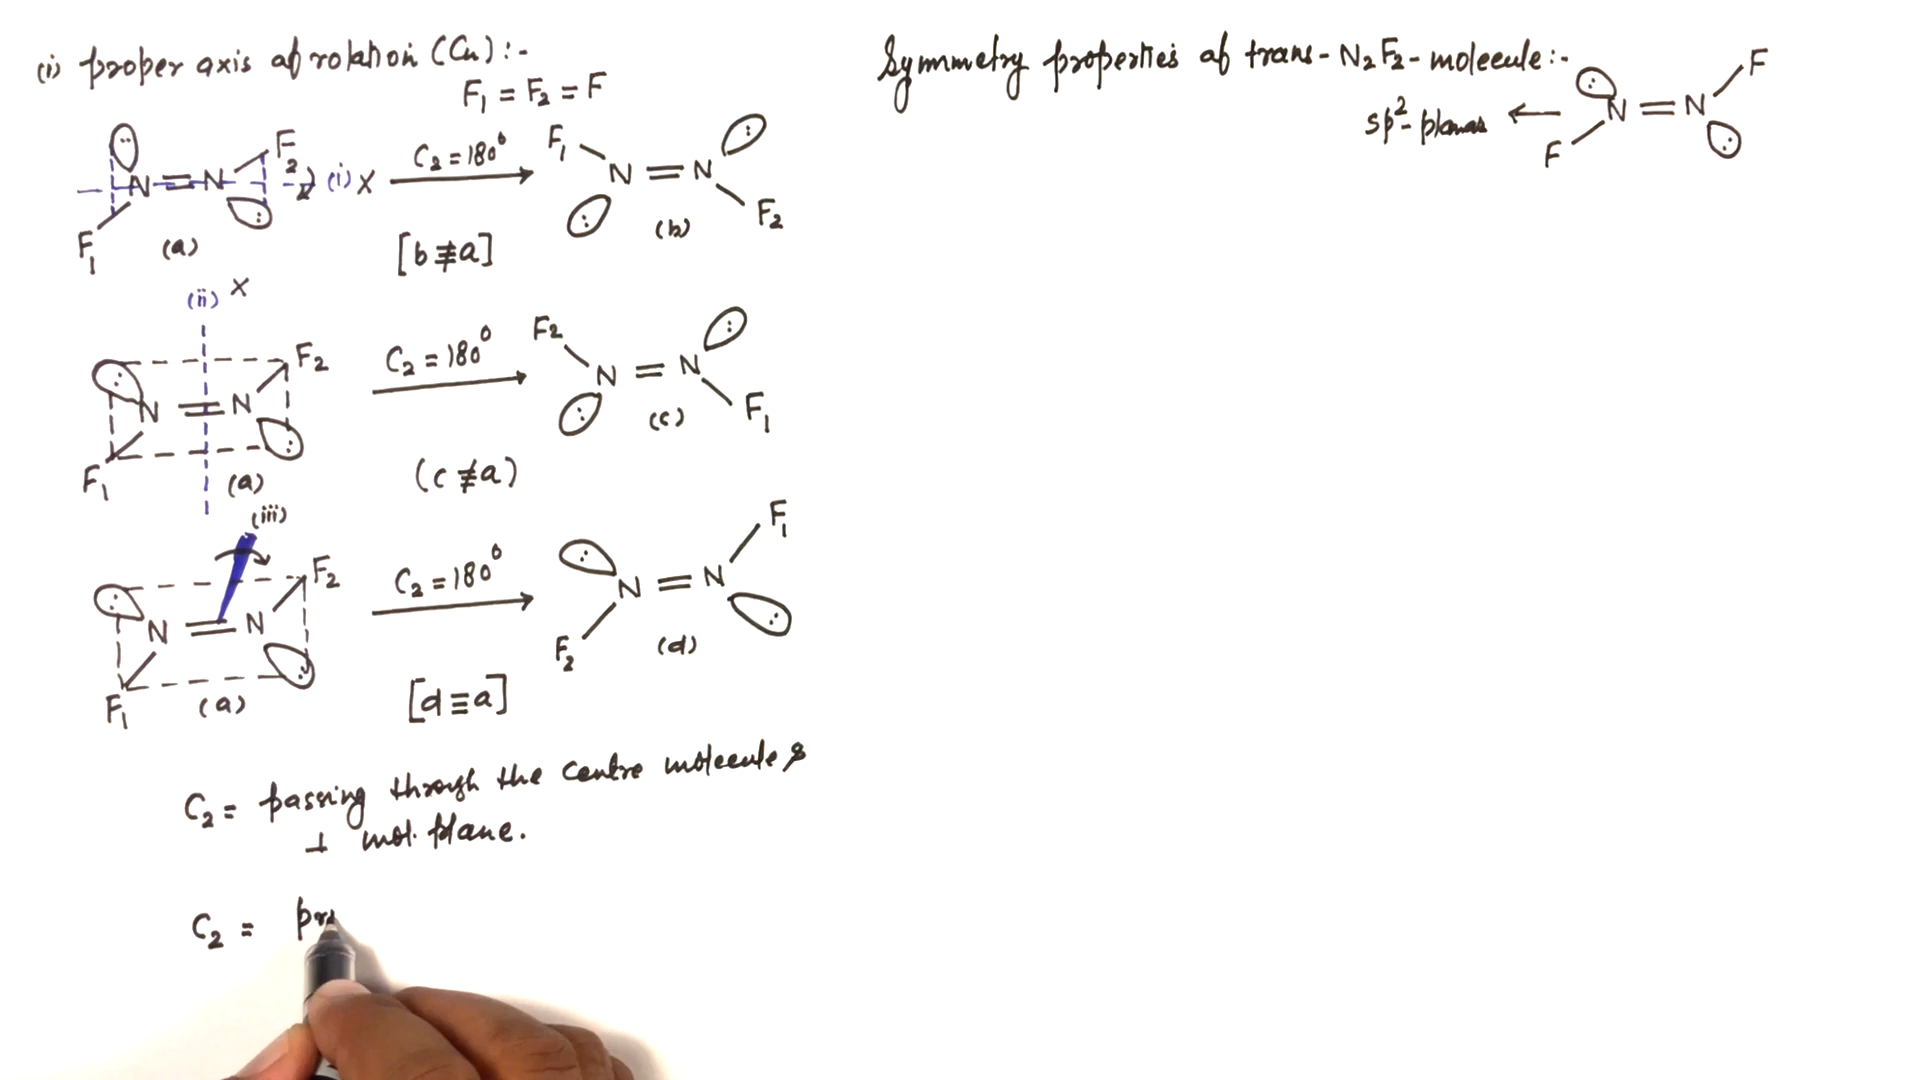 (i) proper axis of rotation (Cn) :-
F1 = F2 = F
N = N F2 (i) X
F1 (a)
C2 = 180°
[b ≢ a]
F1 N = N F2 (b)
(ii) X
F2
N = N
F1 (a)
C2 = 180°
(c ≢ a)
F2 N = N F1 (c)
(iii)
F2
N = N
F1 (a)
C2 = 180°
[d ≡ a]
F1
N = N
F2 (d)
C2 = passing through the centre molecule &
⊥ mol. plane.
C2 = pr
Symmetry properties of trans - N2F2 - molecule :-
sp2 - planar ← N = N F
F